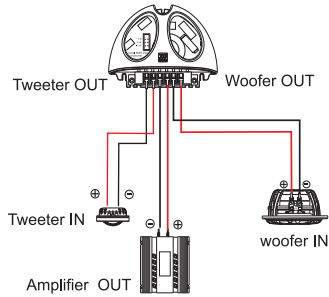 Tweeter OUT
Woofer OUT
⊕ ⊖
⊕ ⊖
Tweeter IN
⊖ ⊕
woofer IN
Amplifier OUT